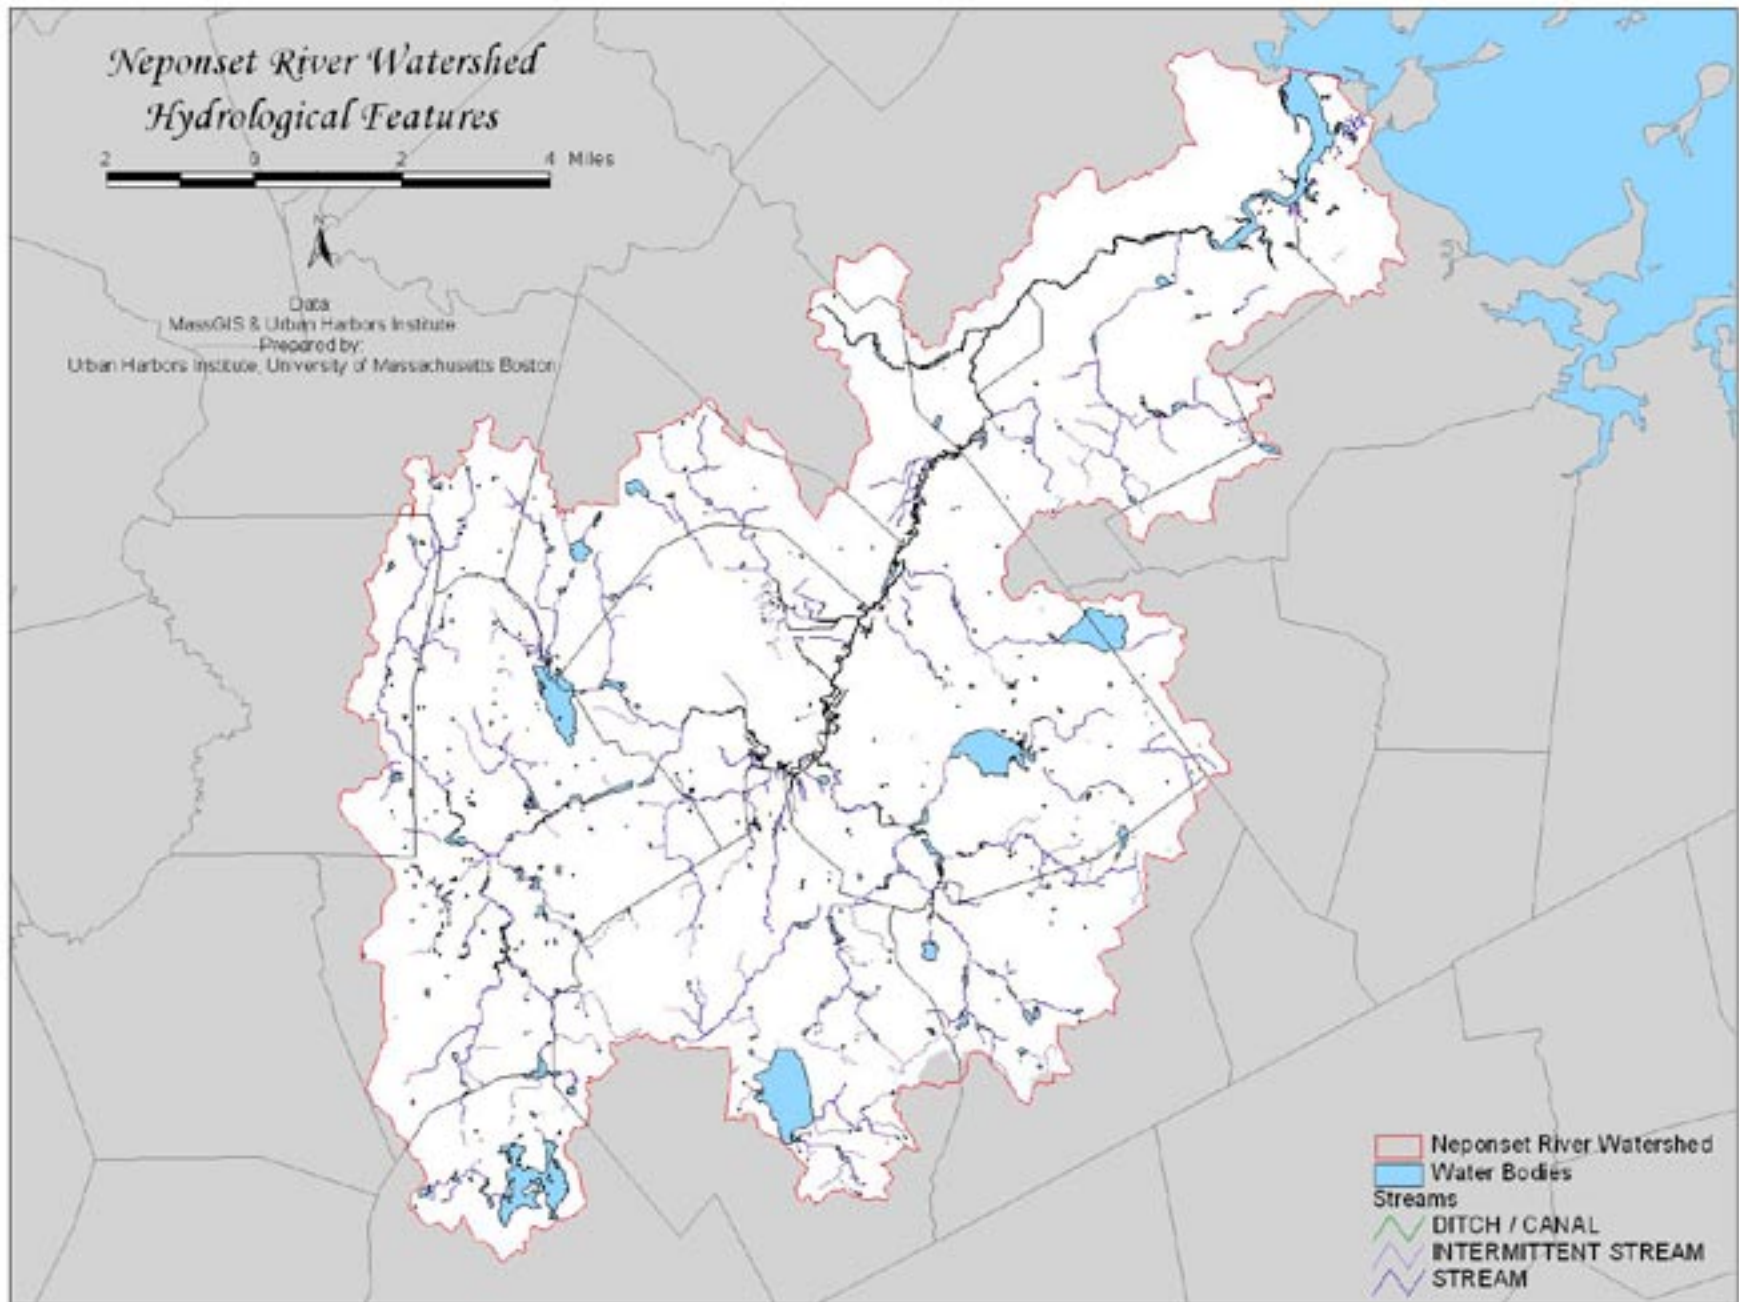 Neponset River Watershed
Hydrological Features
2 0 2 4 Miles
N
Data
MassGIS & Urban Harbors Institute
Prepared by:
Urban Harbors Institute, University of Massachusetts Boston
Neponset River Watershed
Water Bodies
Streams
DITCH / CANAL
INTERMITTENT STREAM
STREAM